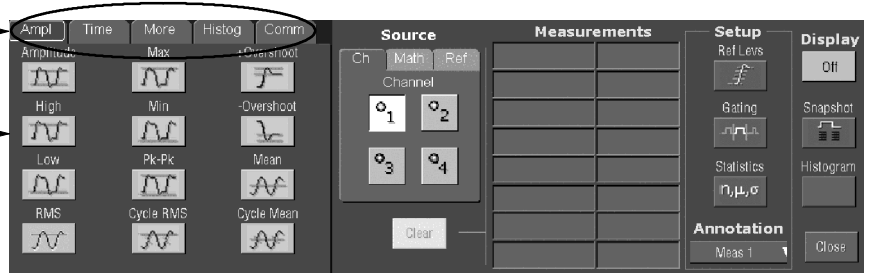 Ampl Time More Histog Comm
Amplitude Max +Overshoot
High Min -Overshoot
Low Pk-Pk Mean
RMS Cycle RMS Cycle Mean
Source
Ch Math Ref
Channel
1 2
3 4
Clear
Measurements
Setup
Ref Levs
Gating
Statistics
n,μ,σ
Annotation
Meas 1
Display
Off
Snapshot
Histogram
Close